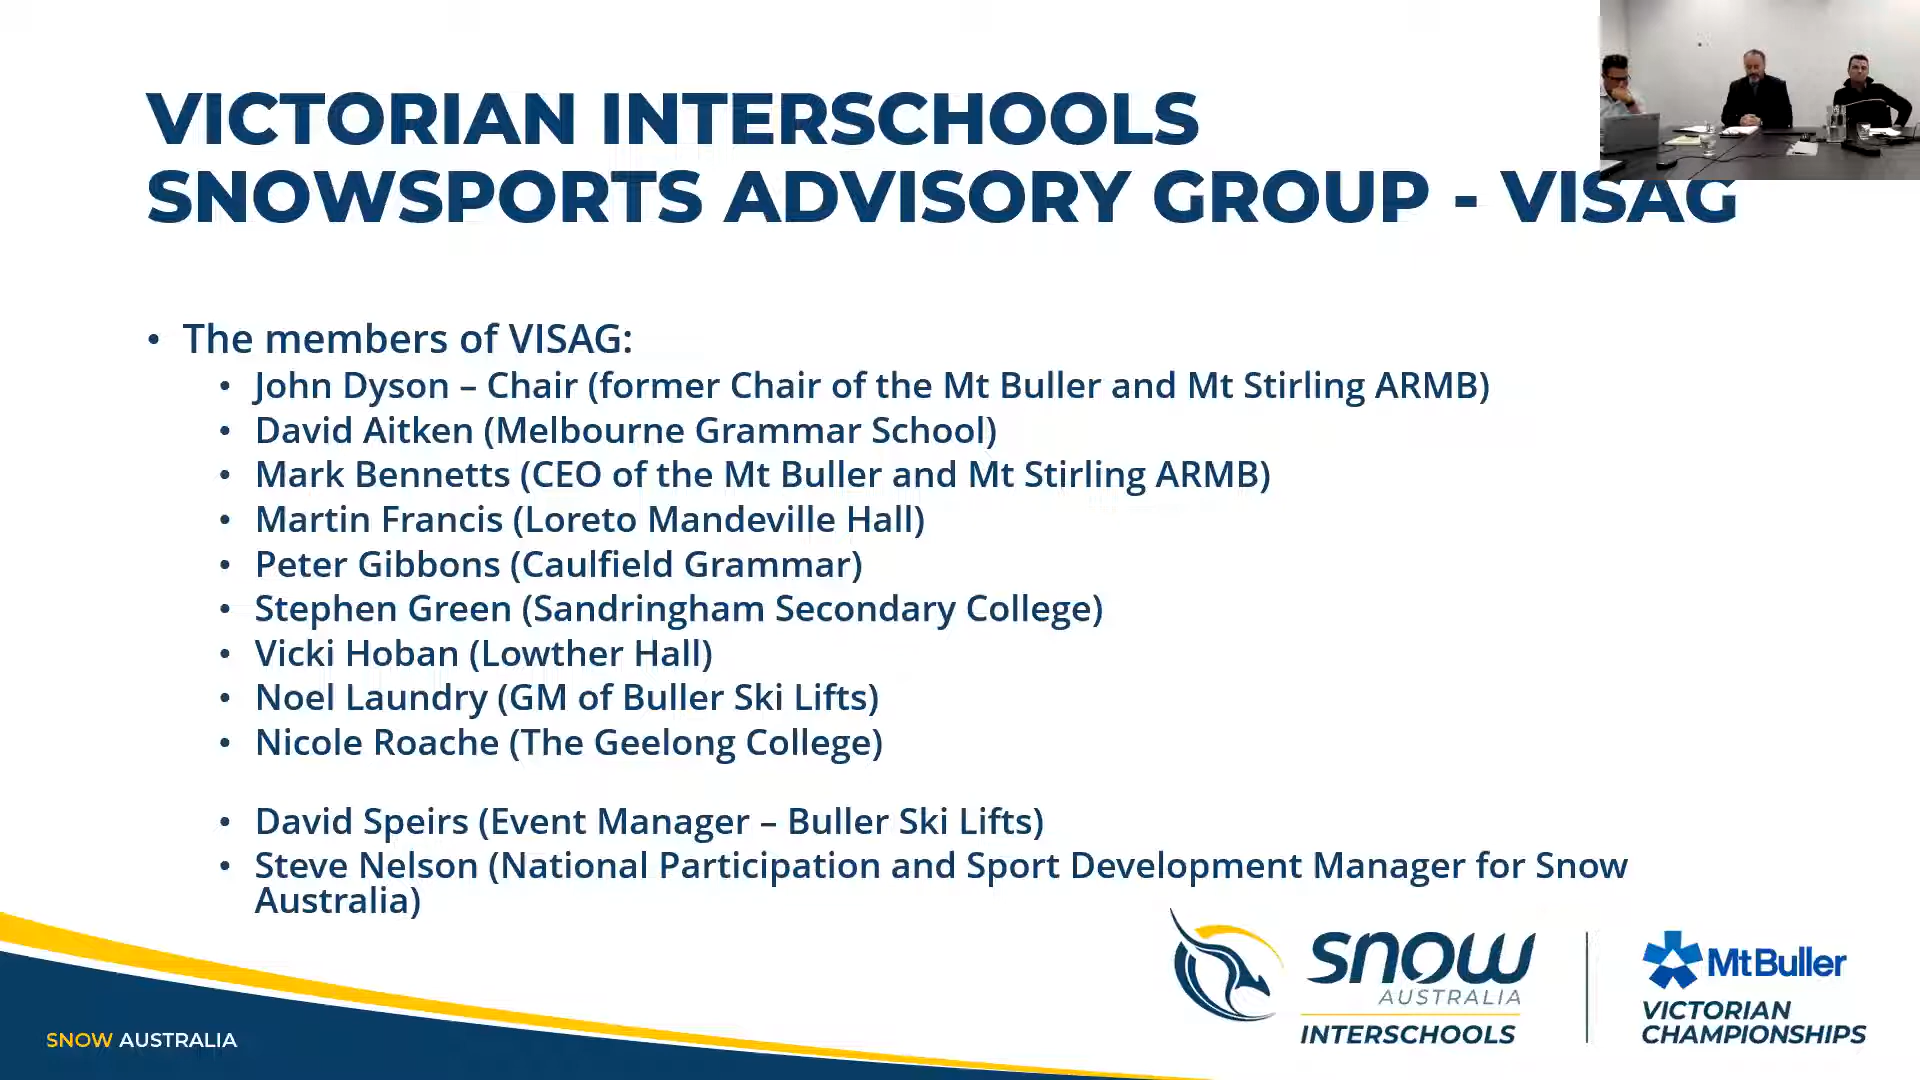 VICTORIAN INTERSCHOOLS
SNOWSPORTS ADVISORY GROUP - VISAG
• The members of VISAG:
• John Dyson – Chair (former Chair of the Mt Buller and Mt Stirling ARMB)
• David Aitken (Melbourne Grammar School)
• Mark Bennetts (CEO of the Mt Buller and Mt Stirling ARMB)
• Martin Francis (Loreto Mandeville Hall)
• Peter Gibbons (Caulfield Grammar)
• Stephen Green (Sandringham Secondary College)
• Vicki Hoban (Lowther Hall)
• Noel Laundry (GM of Buller Ski Lifts)
• Nicole Roache (The Geelong College)
• David Speirs (Event Manager – Buller Ski Lifts)
• Steve Nelson (National Participation and Sport Development Manager for Snow
Australia)
SNOW AUSTRALIA
snow
AUSTRALIA
INTERSCHOOLS
Mt Buller
VICTORIAN
CHAMPIONSHIPS